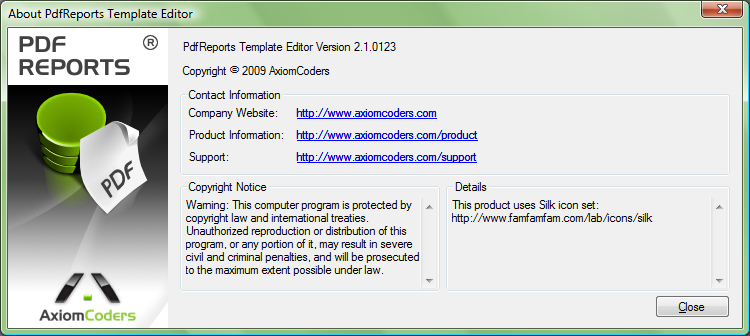 About PdfReports Template Editor
PDF ®
REPORTS
PDF
AxiomCoders
PdfReports Template Editor Version 2.1.0123
Copyright © 2009 AxiomCoders
Contact Information
Company Website: http://www.axiomcoders.com
Product Information: http://www.axiomcoders.com/product
Support: http://www.axiomcoders.com/support
Copyright Notice
Warning: This computer program is protected by
copyright law and international treaties.
Unauthorized reproduction or distribution of this
program, or any portion of it, may result in severe
civil and criminal penalties, and will be prosecuted
to the maximum extent possible under law.
Details
This product uses Silk icon set:
http://www.famfamfam.com/lab/icons/silk
Close